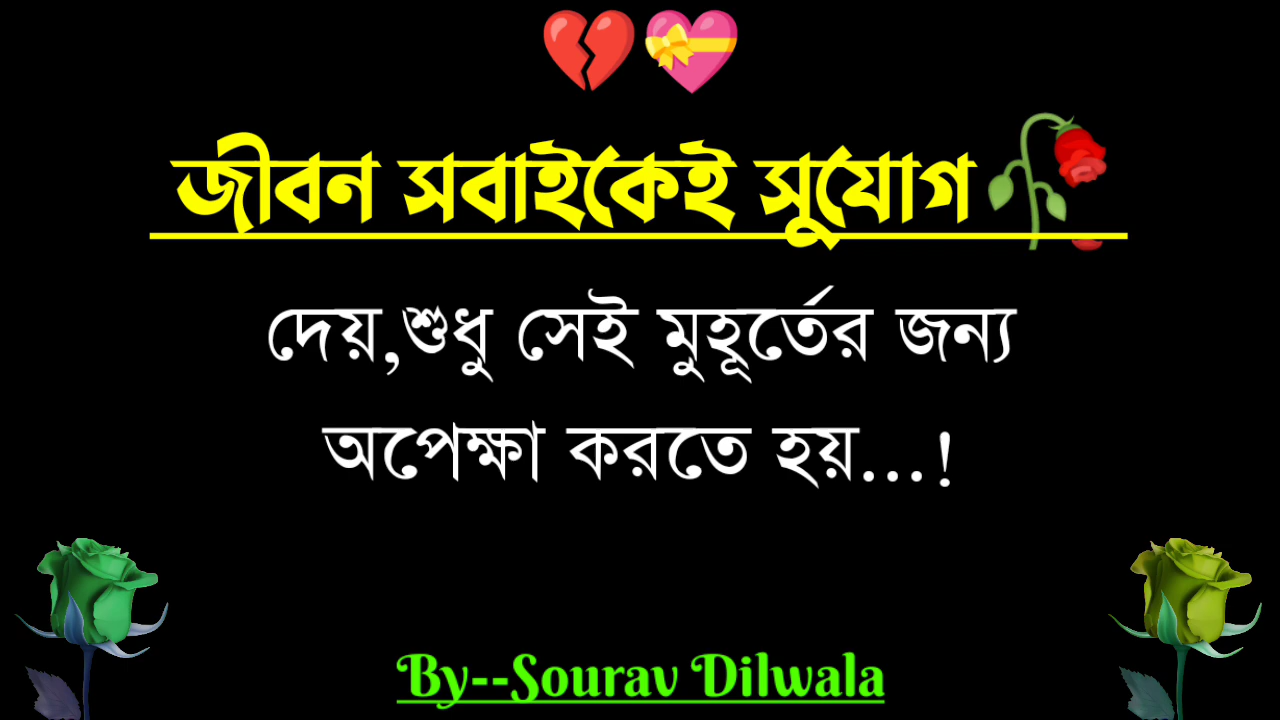 জীবন সবাইকেই সুযোগ
দেয়,শুধু সেই মুহূর্তের জন্য
অপেক্ষা করতে হয়...!
By--Sourav Dilwala